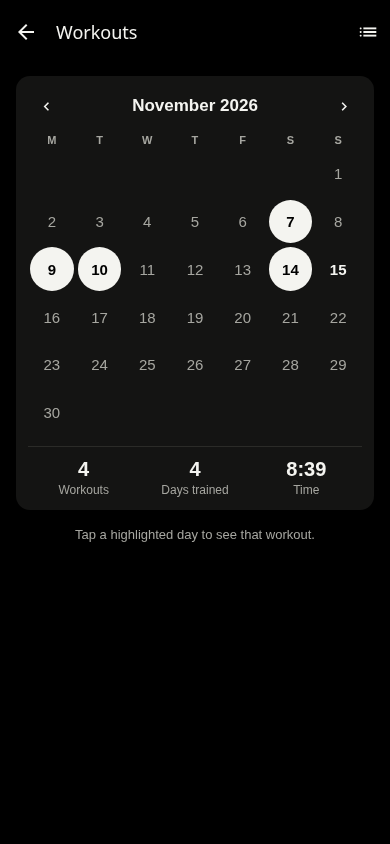 Workouts
November 2026
M T W T F S S
1
2 3 4 5 6 7 8
9 10 11 12 13 14 15
16 17 18 19 20 21 22
23 24 25 26 27 28 29
30
4 4 8:39
Workouts Days trained Time
Tap a highlighted day to see that workout.